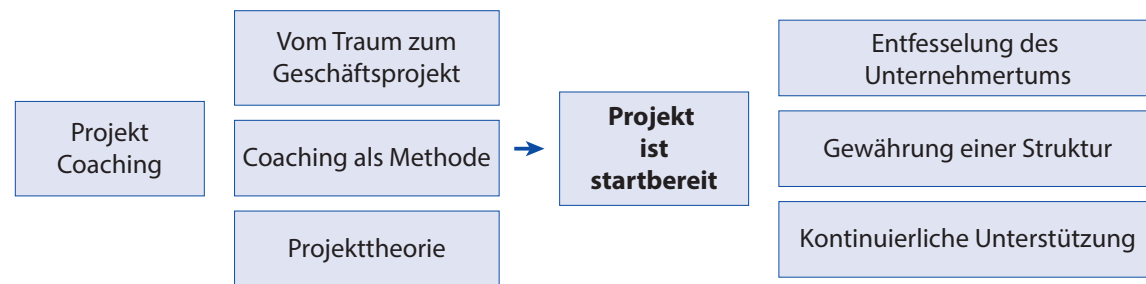 Projekt
Coaching
Vom Traum zum
Geschäftsprojekt
Coaching als Methode
Projekttheorie
Projekt
ist
startbereit
Entfesselung des
Unternehmertums
Gewährung einer Struktur
Kontinuierliche Unterstützung